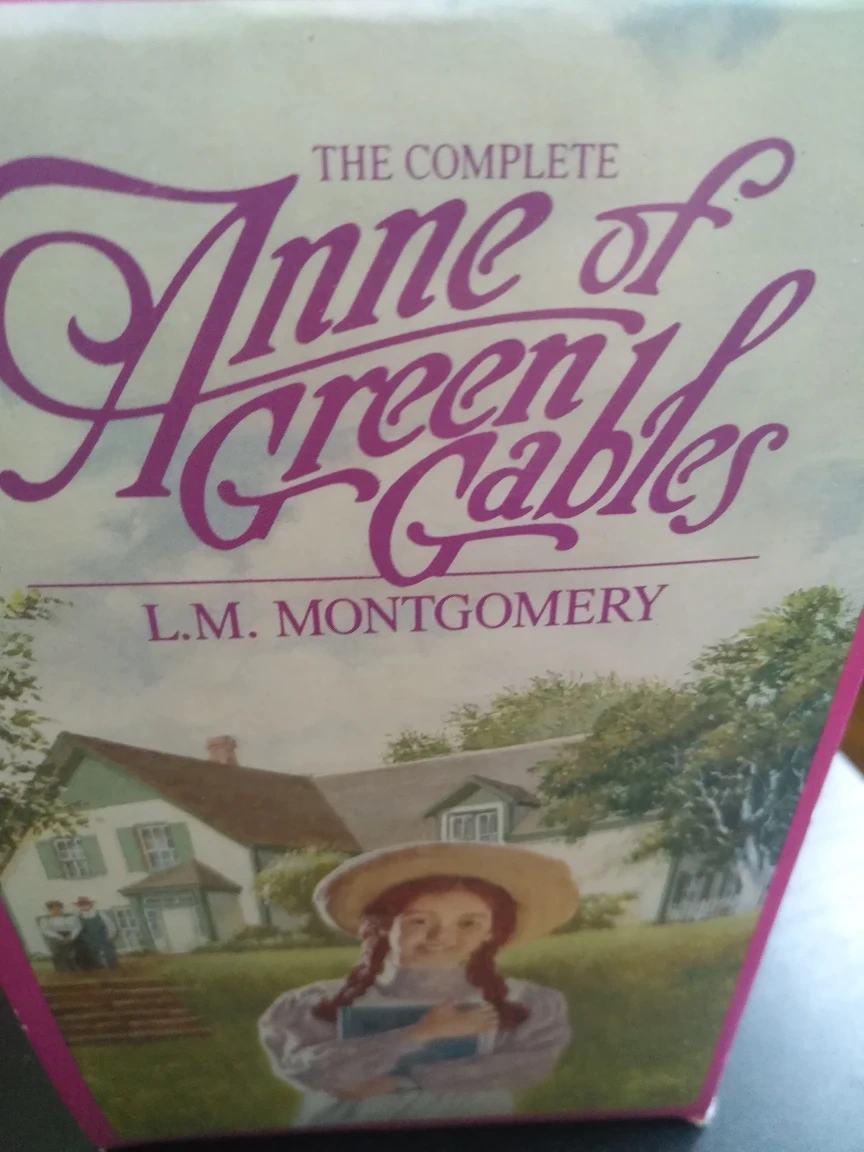 THE COMPLETE
Anne of
Green
Gables
L.M. MONTGOMERY